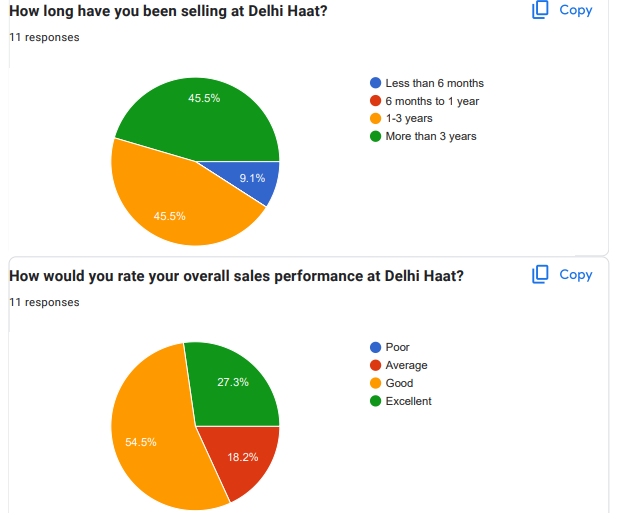 How long have you been selling at Delhi Haat?
Copy
11 responses
45.5%
9.1%
45.5%
Less than 6 months
6 months to 1 year
1-3 years
More than 3 years
How would you rate your overall sales performance at Delhi Haat?
Copy
11 responses
27.3%
54.5%
18.2%
Poor
Average
Good
Excellent